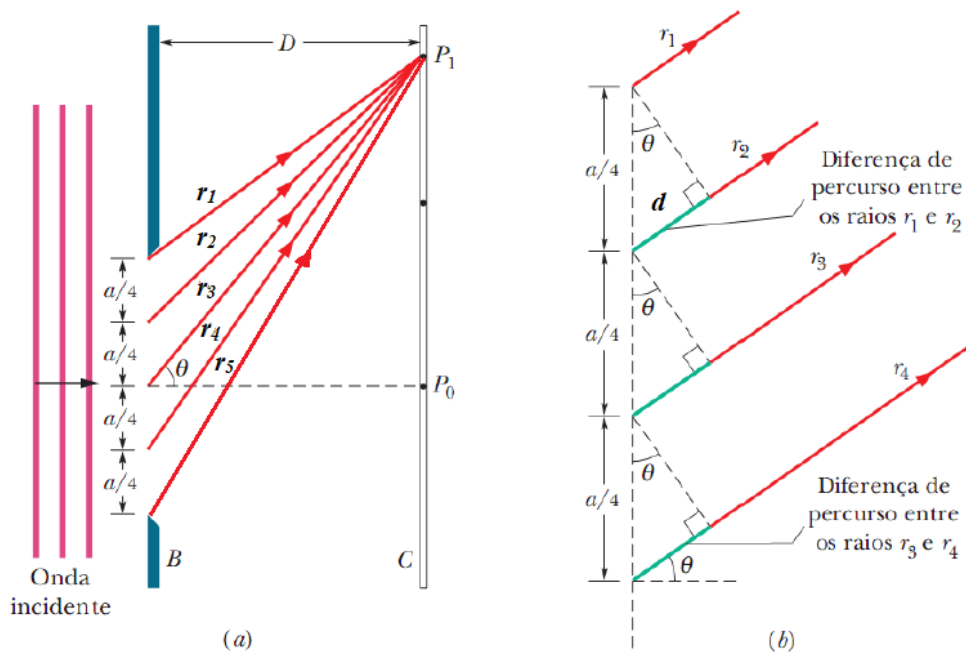 D
P₁
r₁
r₂
r₃
r₄
r₅
θ
a/4
a/4
a/4
a/4
P₀
B
C
Onda
incidente
(a)
r₁
θ
a/4
r₂
d
Diferença de
percurso entre
os raios r₁ e r₂
r₃
θ
a/4
r₄
θ
a/4
Diferença de
percurso entre
os raios r₃ e r₄
θ
(b)